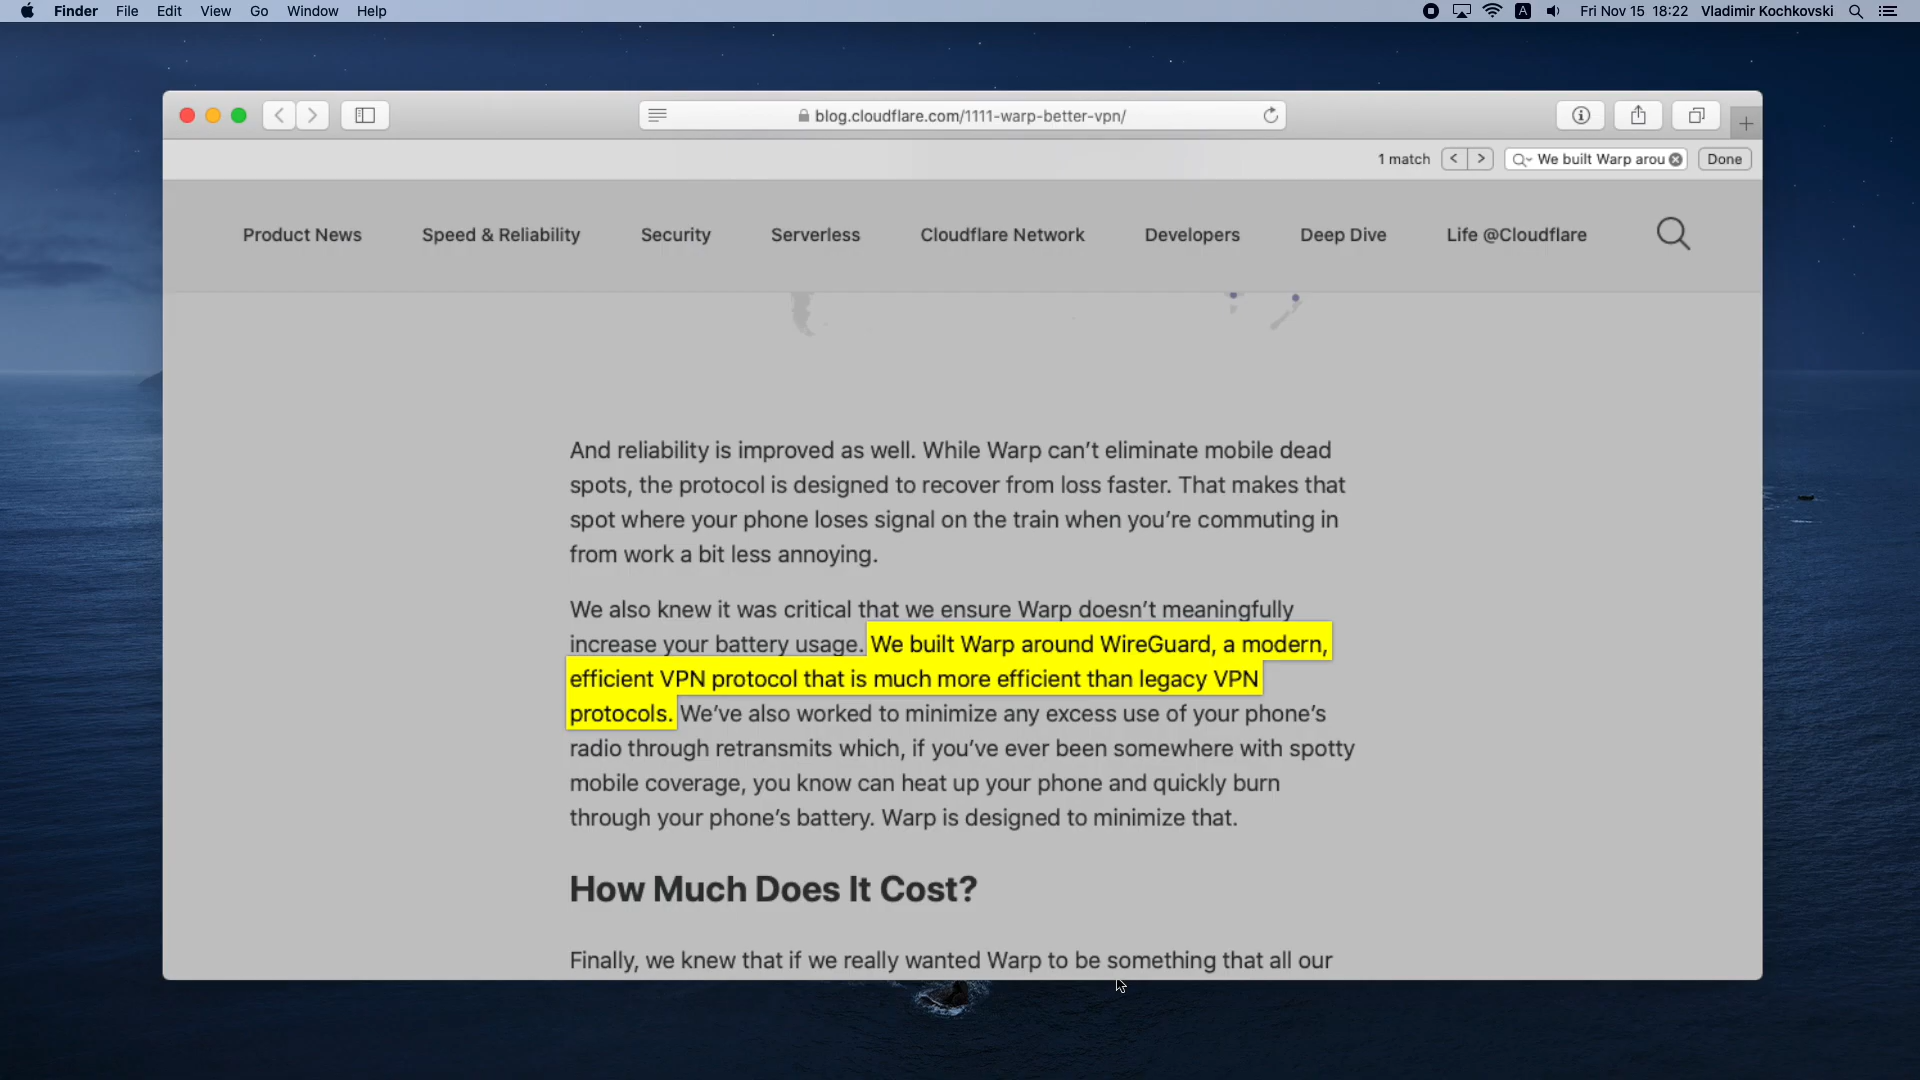 Finder File Edit View Go Window Help
A Fri Nov 15 18:22 Vladimir Kochkovski
blog.cloudflare.com/1111-warp-better-vpn/
1 match < > We built Warp arou Done
Product News Speed & Reliability Security Serverless Cloudflare Network Developers Deep Dive Life @Cloudflare
And reliability is improved as well. While Warp can’t eliminate mobile dead
spots, the protocol is designed to recover from loss faster. That makes that
spot where your phone loses signal on the train when you’re commuting in
from work a bit less annoying.
We also knew it was critical that we ensure Warp doesn’t meaningfully
increase your battery usage. We built Warp around WireGuard, a modern,
efficient VPN protocol that is much more efficient than legacy VPN
protocols. We’ve also worked to minimize any excess use of your phone’s
radio through retransmits which, if you’ve ever been somewhere with spotty
mobile coverage, you know can heat up your phone and quickly burn
through your phone’s battery. Warp is designed to minimize that.
How Much Does It Cost?
Finally, we knew that if we really wanted Warp to be something that all our